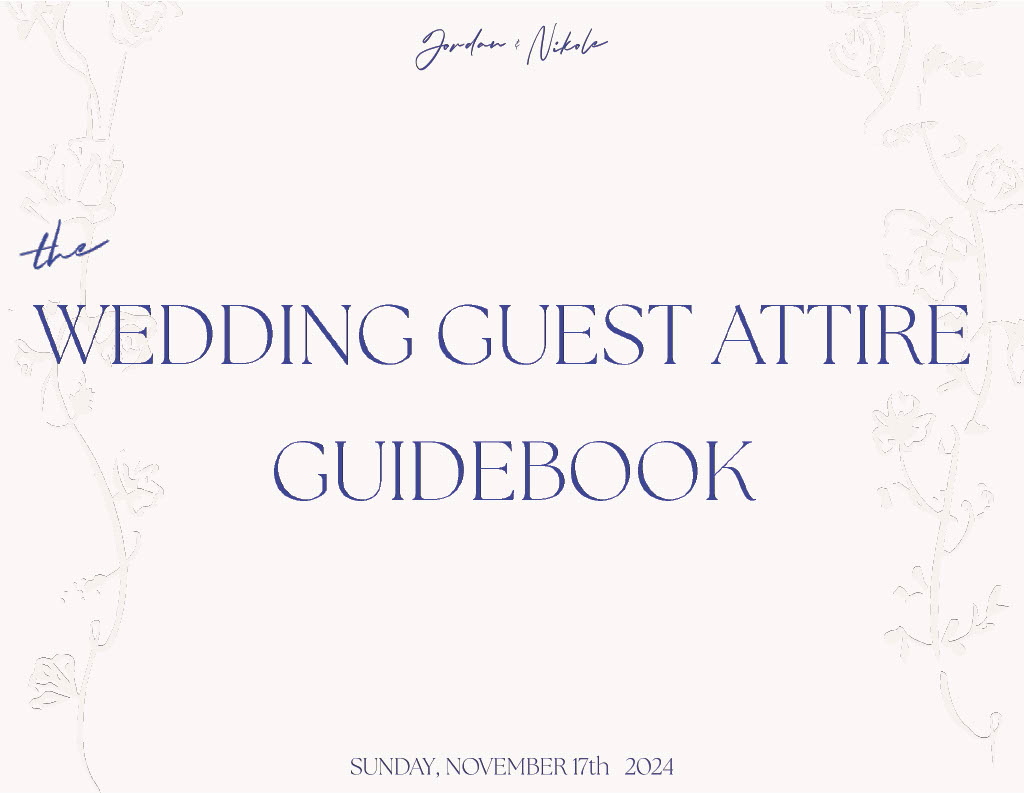 Jordan & Nikole
the
WEDDING GUEST ATTIRE
GUIDEBOOK
SUNDAY, NOVEMBER 17th 2024